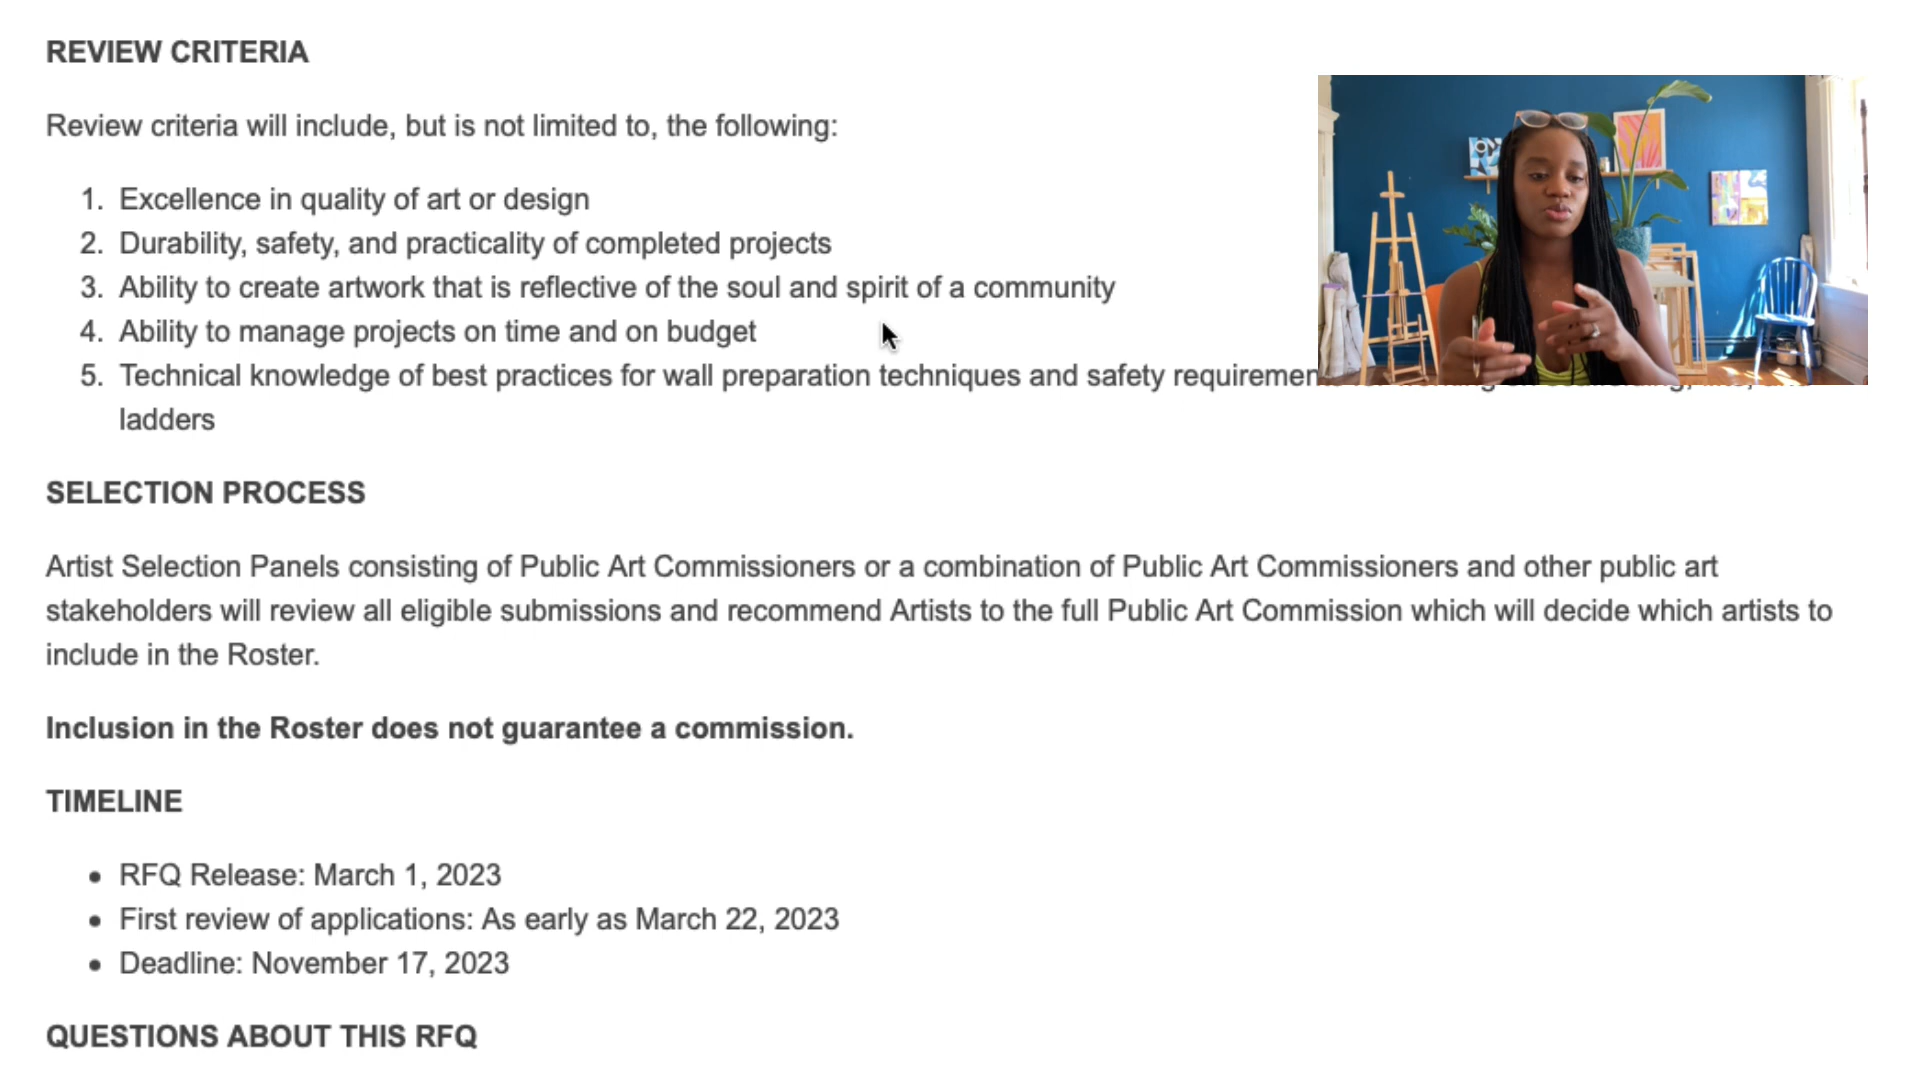 REVIEW CRITERIA
Review criteria will include, but is not limited to, the following:
1. Excellence in quality of art or design
2. Durability, safety, and practicality of completed projects
3. Ability to create artwork that is reflective of the soul and spirit of a community
4. Ability to manage projects on time and on budget
5. Technical knowledge of best practices for wall preparation techniques and safety
ladders
SELECTION PROCESS
Artist Selection Panels consisting of Public Art Commissioners or a combination of Public Art Commissioners and other public art
stakeholders will review all eligible submissions and recommend Artists to the full Public Art Commission which will decide which artists to
include in the Roster.
Inclusion in the Roster does not guarantee a commission.
TIMELINE
• RFQ Release: March 1, 2023
• First review of applications: As early as March 22, 2023
• Deadline: November 17, 2023
QUESTIONS ABOUT THIS RFQ